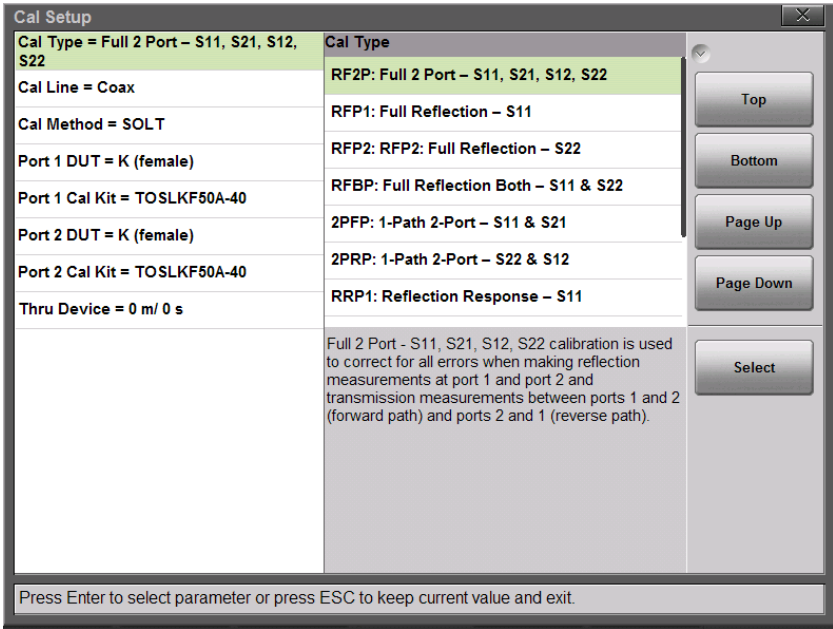 Cal Setup
Cal Type = Full 2 Port – S11, S21, S12,
S22
Cal Line = Coax
Cal Method = SOLT
Port 1 DUT = K (female)
Port 1 Cal Kit = TOSLKF50A-40
Port 2 DUT = K (female)
Port 2 Cal Kit = TOSLKF50A-40
Thru Device = 0 m/ 0 s
Cal Type
RF2P: Full 2 Port – S11, S21, S12, S22
RFP1: Full Reflection – S11
RFP2: RFP2: Full Reflection – S22
RFBP: Full Reflection Both – S11 & S22
2PFP: 1-Path 2-Port – S11 & S21
2PRP: 1-Path 2-Port – S22 & S12
RRP1: Reflection Response – S11
Full 2 Port - S11, S21, S12, S22 calibration is used
to correct for all errors when making reflection
measurements at port 1 and port 2 and
transmission measurements between ports 1 and 2
(forward path) and ports 2 and 1 (reverse path).
Top
Bottom
Page Up
Page Down
Select
Press Enter to select parameter or press ESC to keep current value and exit.